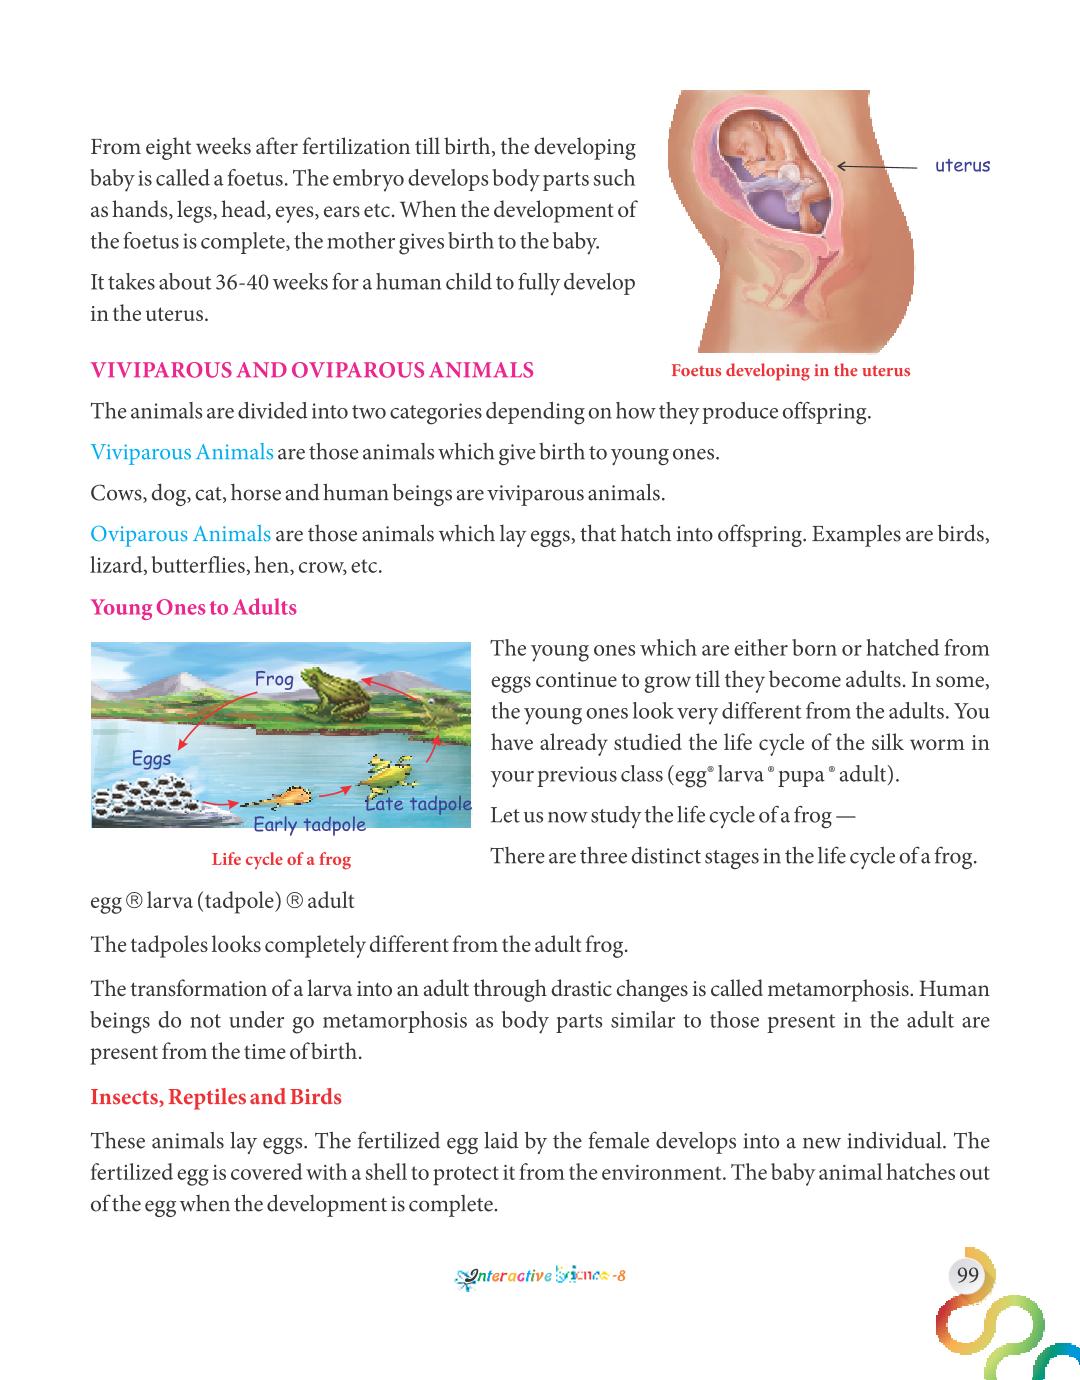 From eight weeks after fertilization till birth, the developing
baby is called a foetus. The embryo develops body parts such
as hands, legs, head, eyes, ears etc. When the development of
the foetus is complete, the mother gives birth to the baby.
It takes about 36-40 weeks for a human child to fully develop
in the uterus.
uterus
Foetus developing in the uterus
VIVIPAROUS AND OVIPAROUS ANIMALS
The animals are divided into two categories depending on how they produce offspring.
Viviparous Animals are those animals which give birth to young ones.
Cows, dog, cat, horse and human beings are viviparous animals.
Oviparous Animals are those animals which lay eggs, that hatch into offspring. Examples are birds,
lizard, butterflies, hen, crow, etc.
Young Ones to Adults
Frog
Eggs
Late tadpole
Early tadpole
Life cycle of a frog
The young ones which are either born or hatched from
eggs continue to grow till they become adults. In some,
the young ones look very different from the adults. You
have already studied the life cycle of the silk worm in
your previous class (egg® larva ® pupa ® adult).
Let us now study the life cycle of a frog —
There are three distinct stages in the life cycle of a frog.
egg ® larva (tadpole) ® adult
The tadpoles looks completely different from the adult frog.
The transformation of a larva into an adult through drastic changes is called metamorphosis. Human
beings do not under go metamorphosis as body parts similar to those present in the adult are
present from the time of birth.
Insects, Reptiles and Birds
These animals lay eggs. The fertilized egg laid by the female develops into a new individual. The
fertilized egg is covered with a shell to protect it from the environment. The baby animal hatches out
of the egg when the development is complete.
Interactive Science-8
99